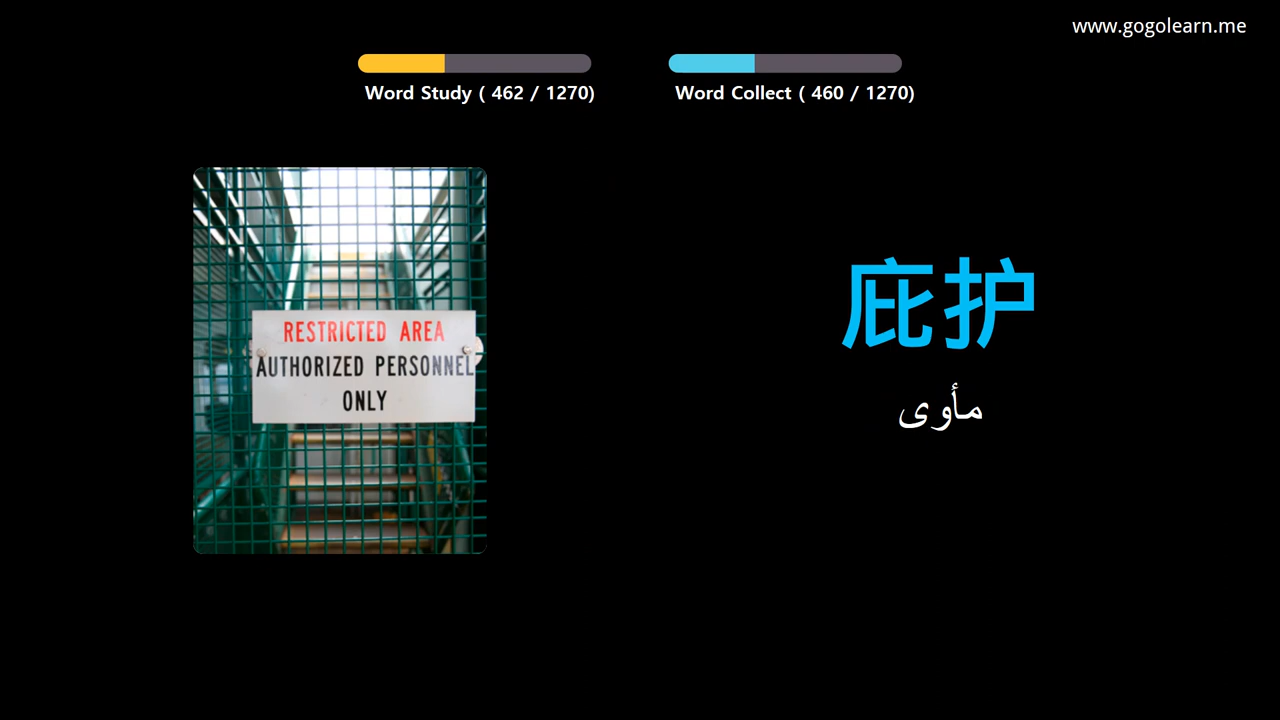 www.gogolearn.me
Word Study ( 462 / 1270)
Word Collect ( 460 / 1270)
RESTRICTED AREA
AUTHORIZED PERSONNEL
ONLY
庇护
مأوى